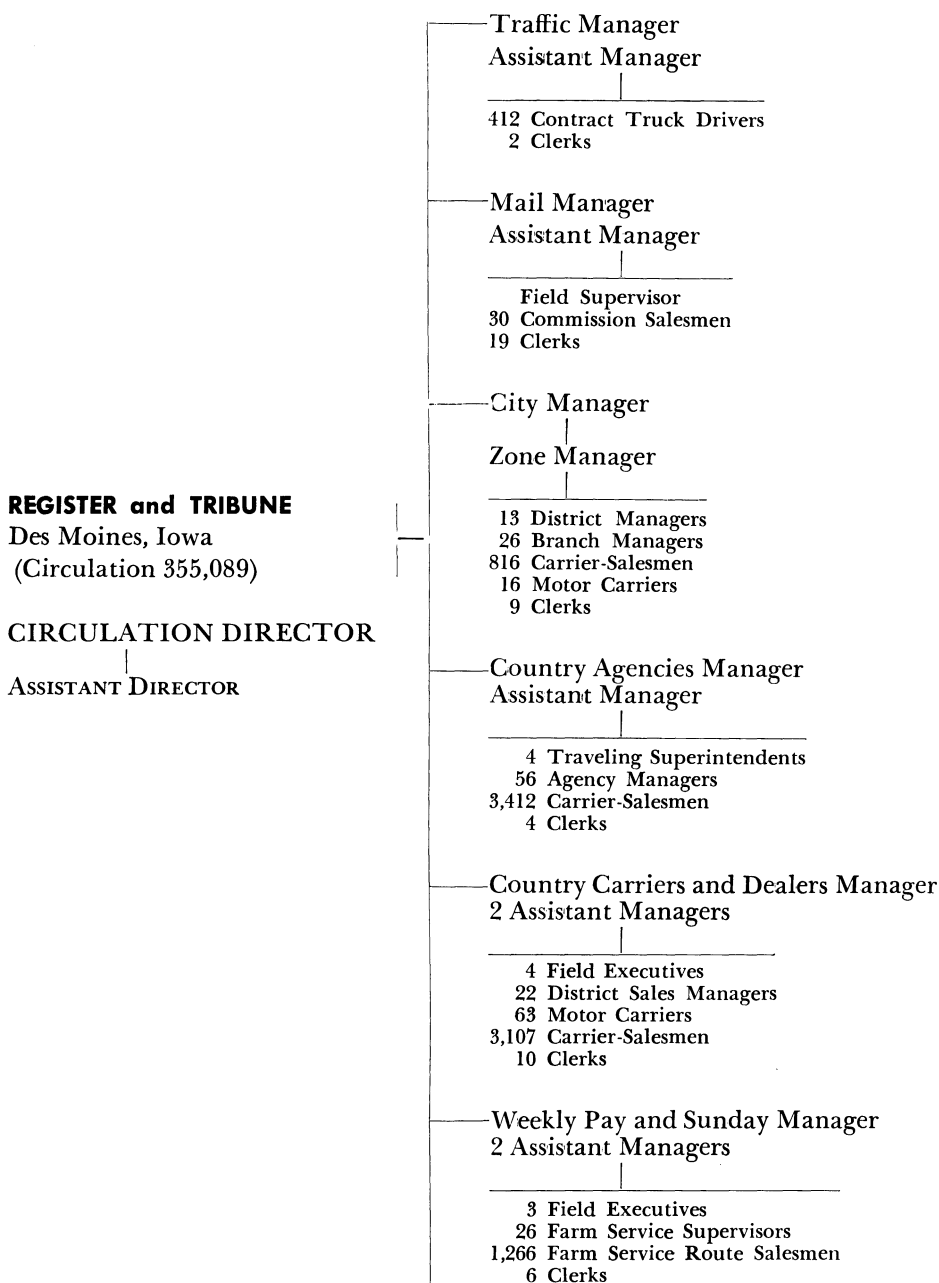 REGISTER and TRIBUNE
Des Moines, Iowa
(Circulation 355,089)
CIRCULATION DIRECTOR
ASSISTANT DIRECTOR
Traffic Manager
Assistant Manager
412 Contract Truck Drivers
2 Clerks
Mail Manager
Assistant Manager
Field Supervisor
30 Commission Salesmen
19 Clerks
City Manager
Zone Manager
13 District Managers
26 Branch Managers
816 Carrier-Salesmen
16 Motor Carriers
9 Clerks
Country Agencies Manager
Assistant Manager
4 Traveling Superintendents
56 Agency Managers
3,412 Carrier-Salesmen
4 Clerks
Country Carriers and Dealers Manager
2 Assistant Managers
4 Field Executives
22 District Sales Managers
63 Motor Carriers
3,107 Carrier-Salesmen
10 Clerks
Weekly Pay and Sunday Manager
2 Assistant Managers
3 Field Executives
26 Farm Service Supervisors
1,266 Farm Service Route Salesmen
6 Clerks